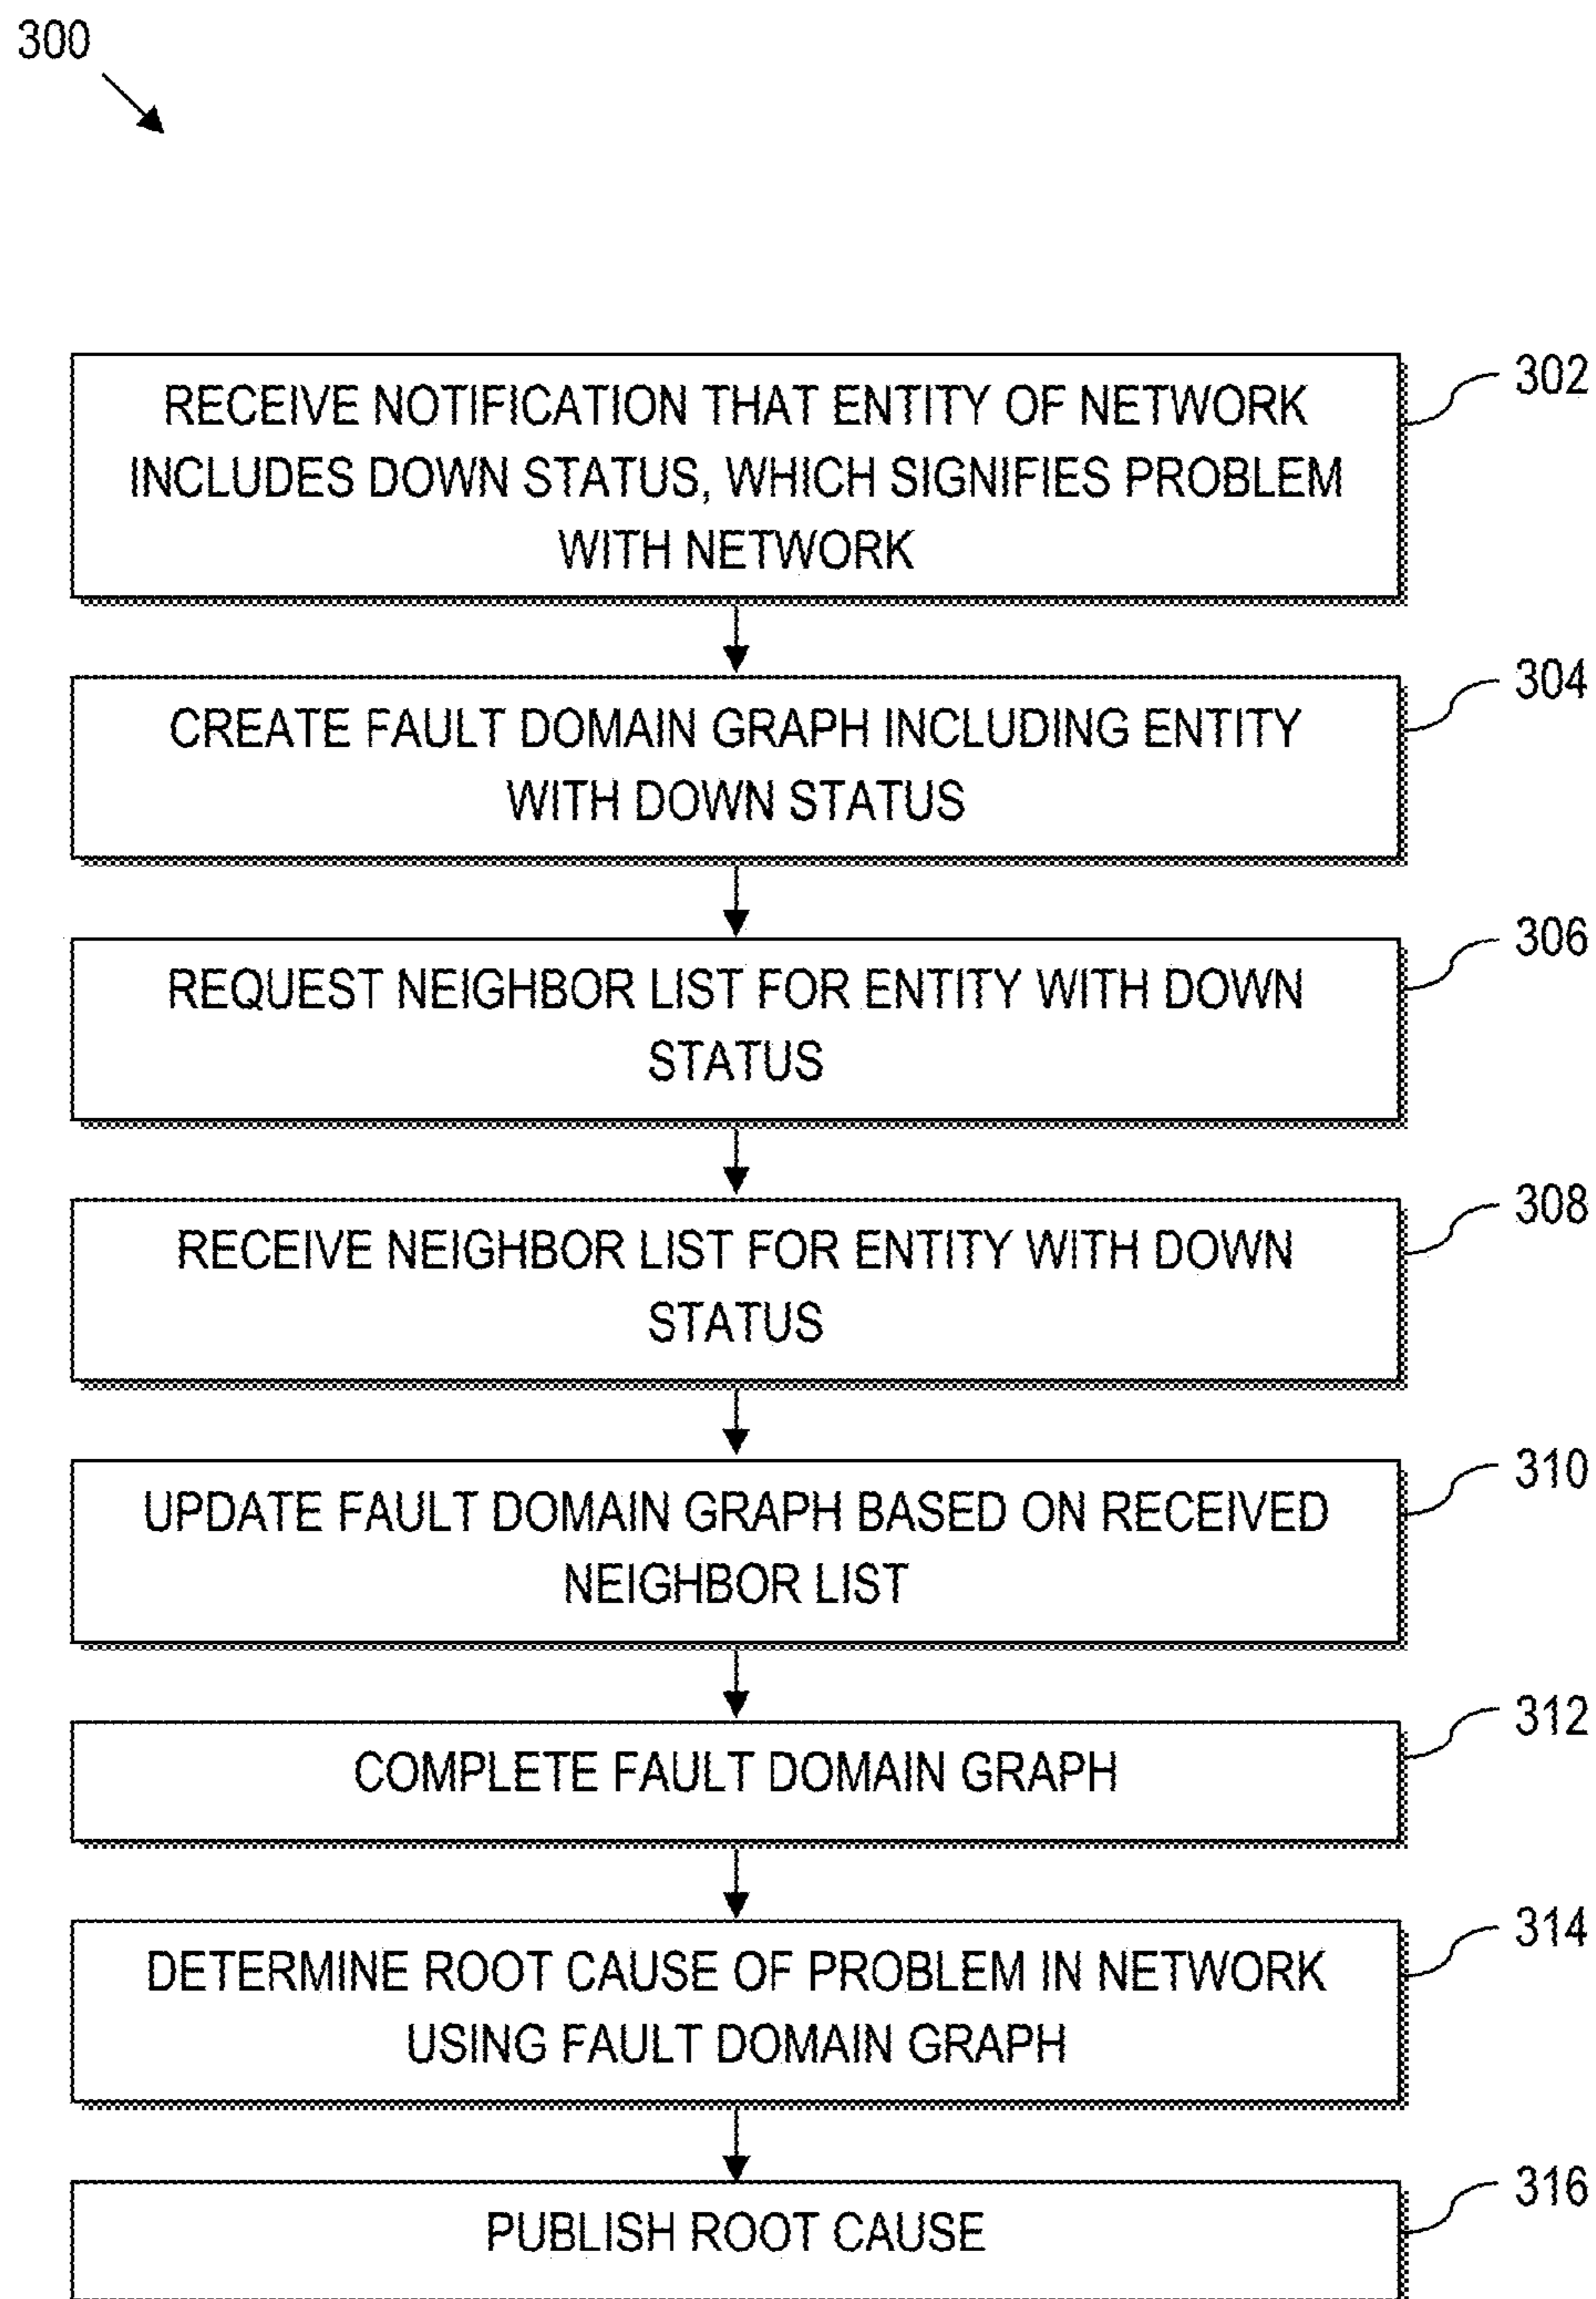 300
RECEIVE NOTIFICATION THAT ENTITY OF NETWORK
INCLUDES DOWN STATUS, WHICH SIGNIFIES PROBLEM
WITH NETWORK
302
CREATE FAULT DOMAIN GRAPH INCLUDING ENTITY
WITH DOWN STATUS
304
REQUEST NEIGHBOR LIST FOR ENTITY WITH DOWN
STATUS
306
RECEIVE NEIGHBOR LIST FOR ENTITY WITH DOWN
STATUS
308
UPDATE FAULT DOMAIN GRAPH BASED ON RECEIVED
NEIGHBOR LIST
310
COMPLETE FAULT DOMAIN GRAPH
312
DETERMINE ROOT CAUSE OF PROBLEM IN NETWORK
USING FAULT DOMAIN GRAPH
314
PUBLISH ROOT CAUSE
316